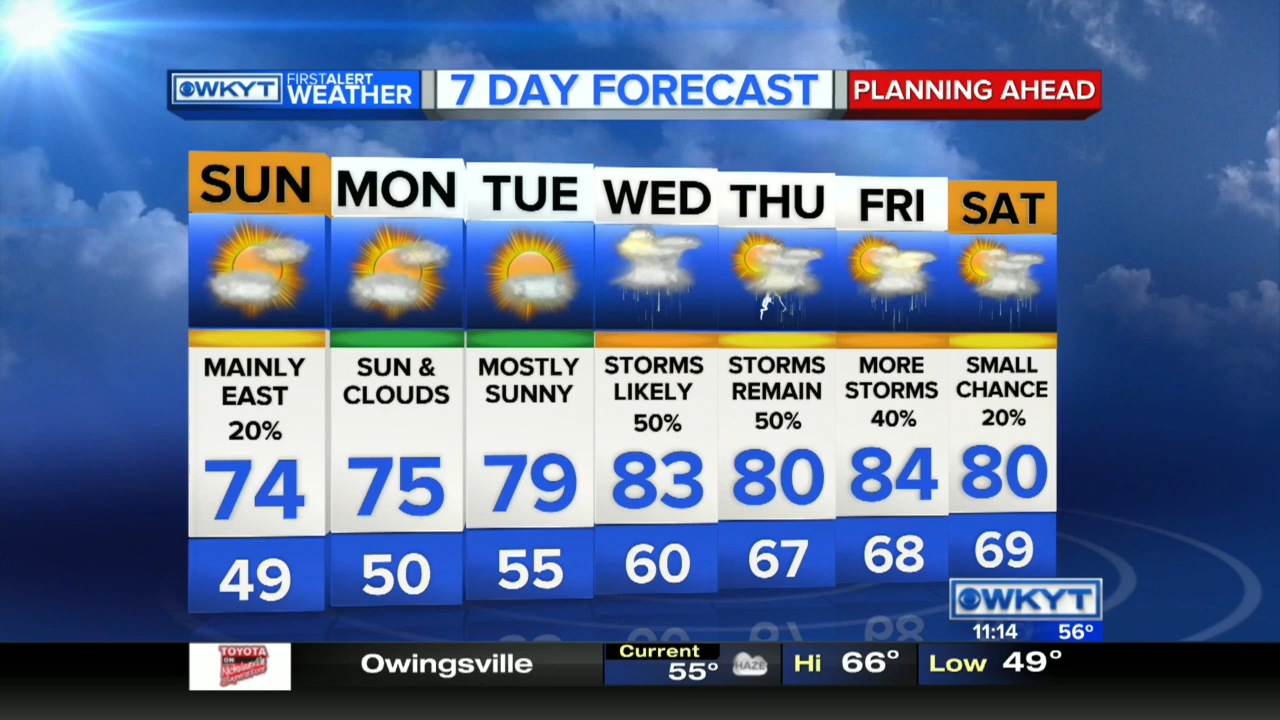 WKYT FIRST ALERT WEATHER 7 DAY FORECAST PLANNING AHEAD
SUN MON TUE WED THU FRI SAT
MAINLY EAST 20%
SUN & CLOUDS
MOSTLY SUNNY
STORMS LIKELY 50%
STORMS REMAIN 50%
MORE STORMS 40%
SMALL CHANCE 20%
74 75 79 83 80 84 80
49 50 55 60 67 68 69
WKYT
11:14 56°
TOYOTA ON Nicholasville
Owingsville
Current 55° HAZE
Hi 66° Low 49°